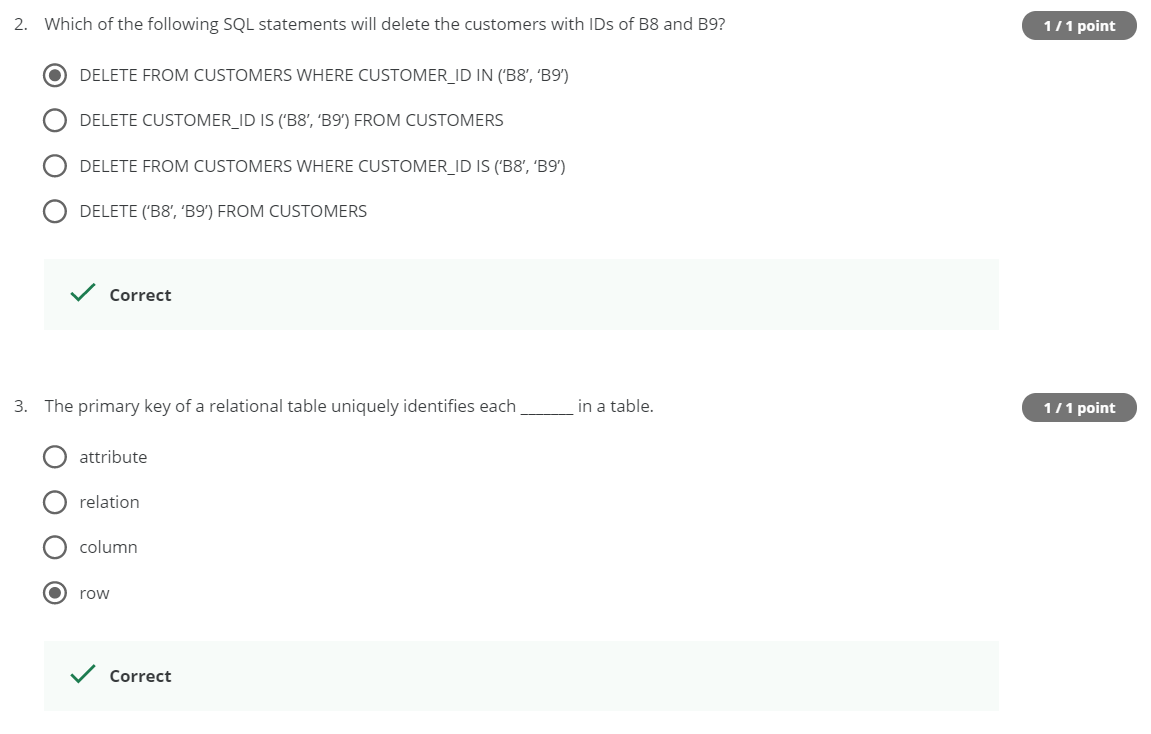 2. Which of the following SQL statements will delete the customers with IDs of B8 and B9?
1 / 1 point
DELETE FROM CUSTOMERS WHERE CUSTOMER_ID IN (‘B8’, ‘B9’)
DELETE CUSTOMER_ID IS (‘B8’, ‘B9’) FROM CUSTOMERS
DELETE FROM CUSTOMERS WHERE CUSTOMER_ID IS (‘B8’, ‘B9’)
DELETE (‘B8’, ‘B9’) FROM CUSTOMERS
Correct
3. The primary key of a relational table uniquely identifies each _______ in a table.
1 / 1 point
attribute
relation
column
row
Correct